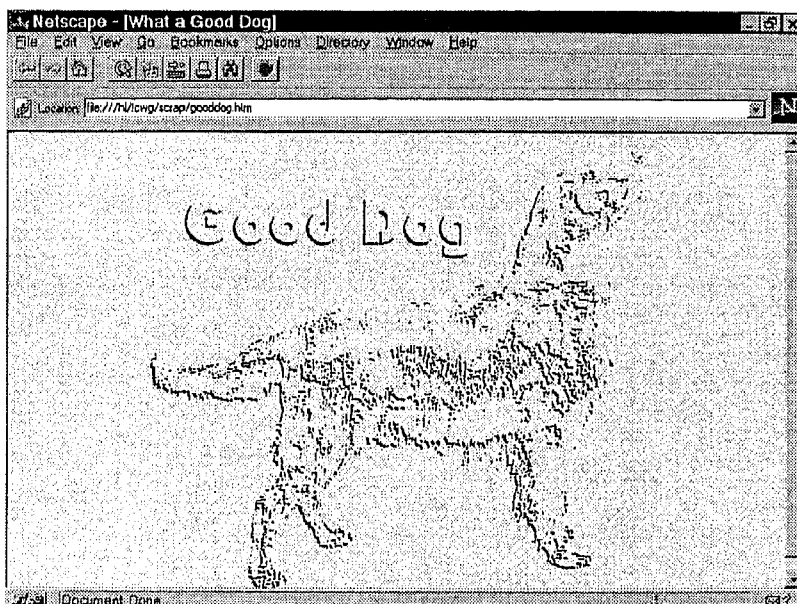 Netscape - [What a Good Dog]
File Edit View Go Bookmarks Options Directory Window Help
Location: file:///h|/lcwg/scrap/gooddog.htm
N
Good Dog
Document: Done